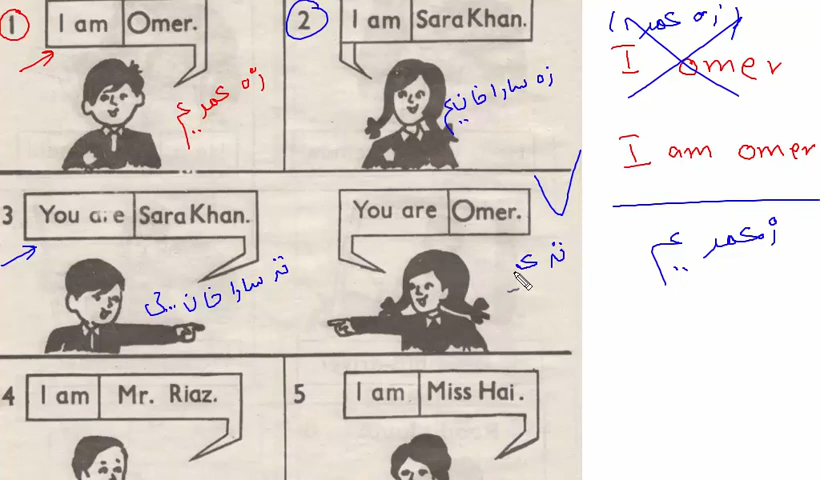 1 I am Omer.
زه عمر یم
2 I am Sara Khan.
زه سارا خان یم
3 You are Sara Khan.
ته سارا خان یې
You are Omer.
ته
4 I am Mr. Riaz.
5 I am Miss Hai.
زه عمر
I omer
I am omer
زه عمر یم